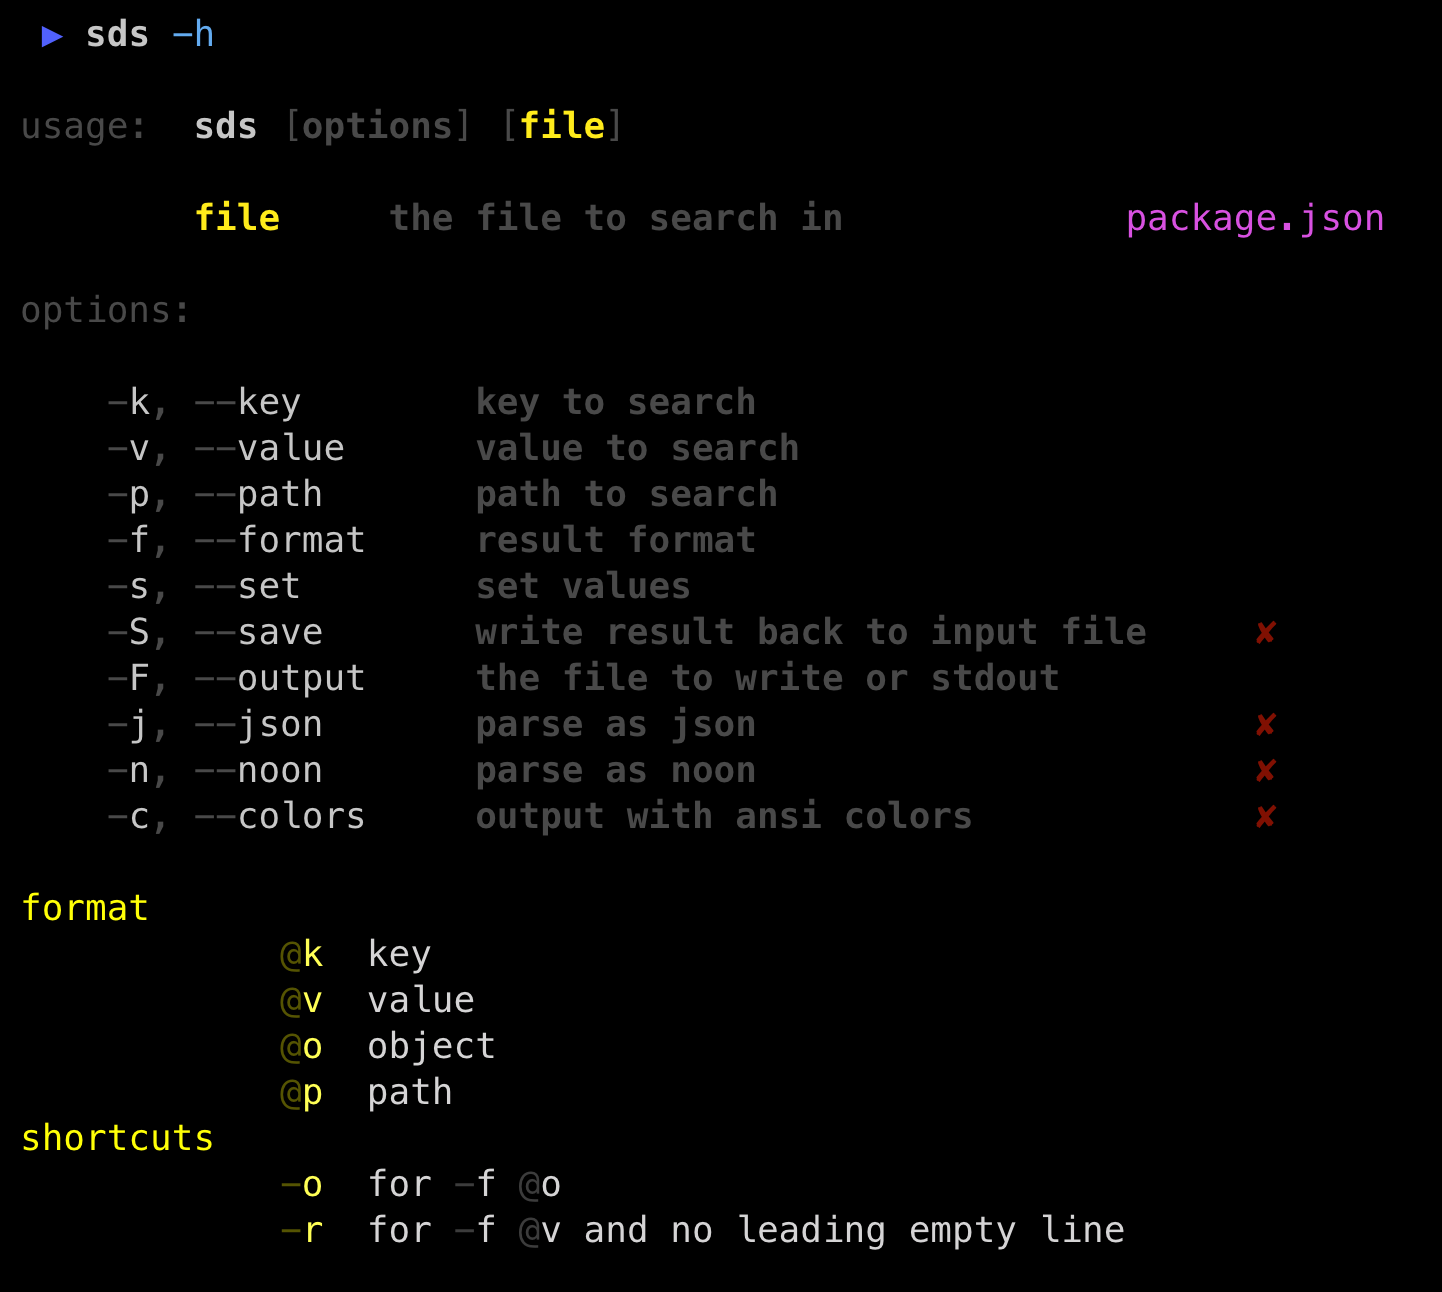 ▶ sds -h
usage:  sds [options] [file]
file     the file to search in             package.json
options:
-k, --key        key to search
-v, --value      value to search
-p, --path       path to search
-f, --format     result format
-s, --set        set values
-S, --save       write result back to input file     ✘
-F, --output     the file to write or stdout
-j, --json       parse as json                       ✘
-n, --noon       parse as noon                       ✘
-c, --colors     output with ansi colors             ✘
format
@k  key
@v  value
@o  object
@p  path
shortcuts
-o  for -f @o
-r  for -f @v and no leading empty line